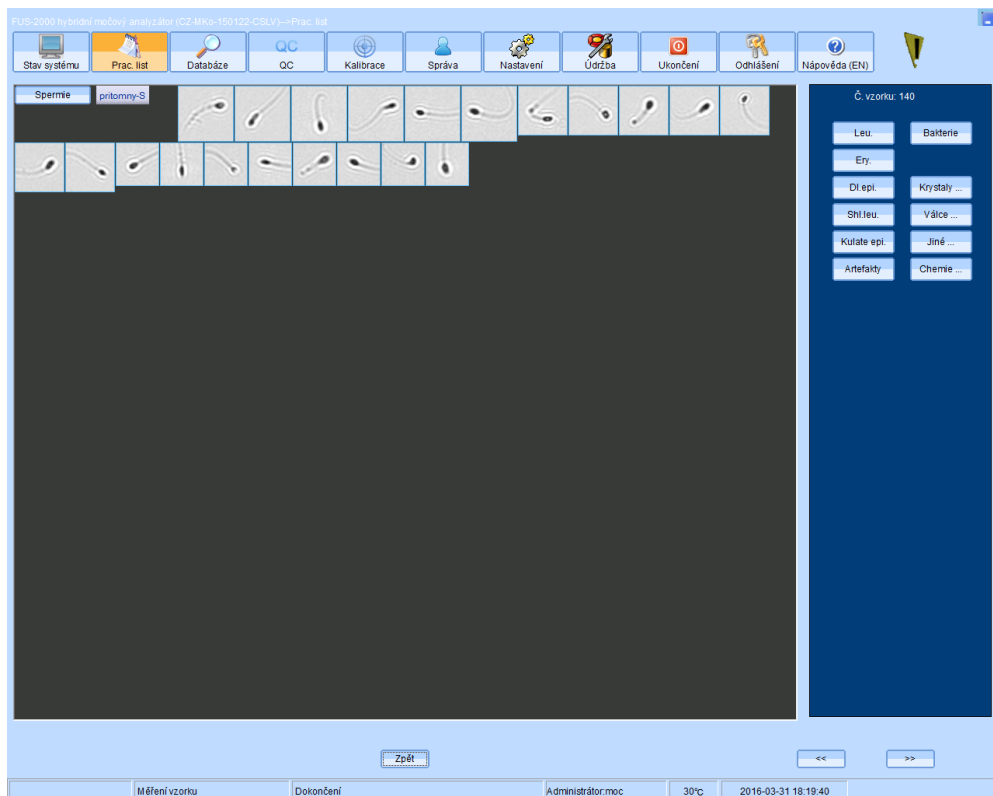 FUS-2000 hybridní močový analyzátor (CZ-MKo-150122-CSLV)-->Prac. list
Stav systému
Prac. list
Databáze
QC
QC
Kalibrace
Správa
Nastavení
Údržba
Ukončení
Odhlášení
Nápověda (EN)
Spermie
pritomny-S
Č. vzorku: 140
Leu.
Bakterie
Ery.
Dl.epi.
Krystaly ...
Shl.leu.
Válce ...
Kulate epi.
Jiné ...
Artefakty
Chemie ...
Zpět
<<
>>
Měření vzorku
Dokončení
Administrátor:moc
30℃
2016-03-31 18:19:40